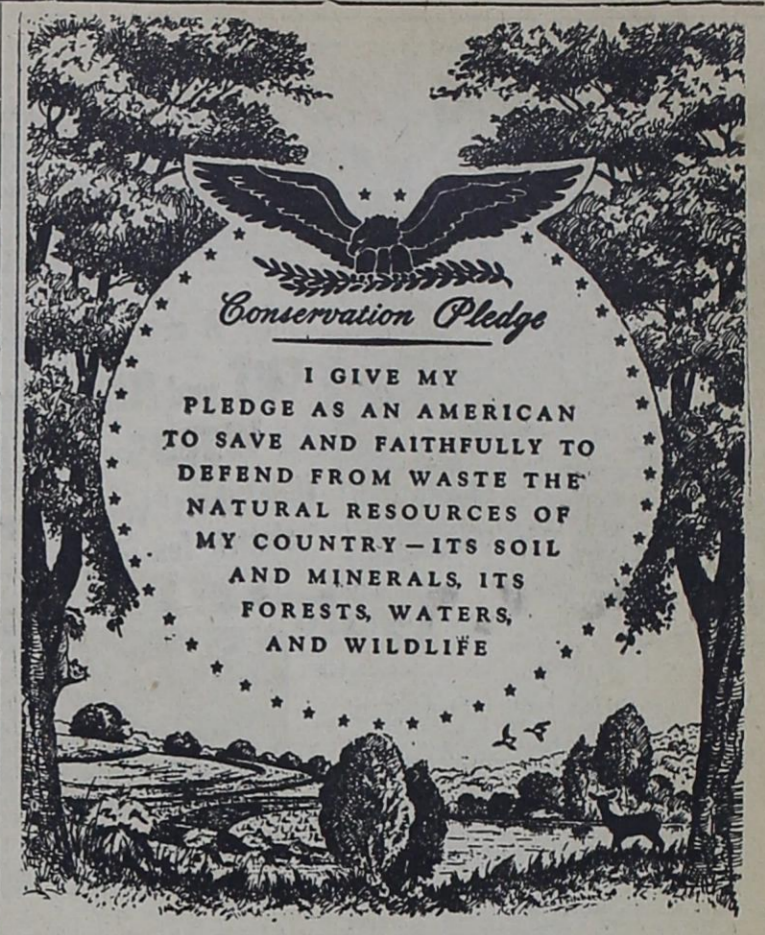 Conservation Pledge
I GIVE MY
PLEDGE AS AN AMERICAN
TO SAVE AND FAITHFULLY TO
DEFEND FROM WASTE THE
NATURAL RESOURCES OF
MY COUNTRY—ITS SOIL
AND MINERALS, ITS
FORESTS, WATERS,
AND WILDLIFE